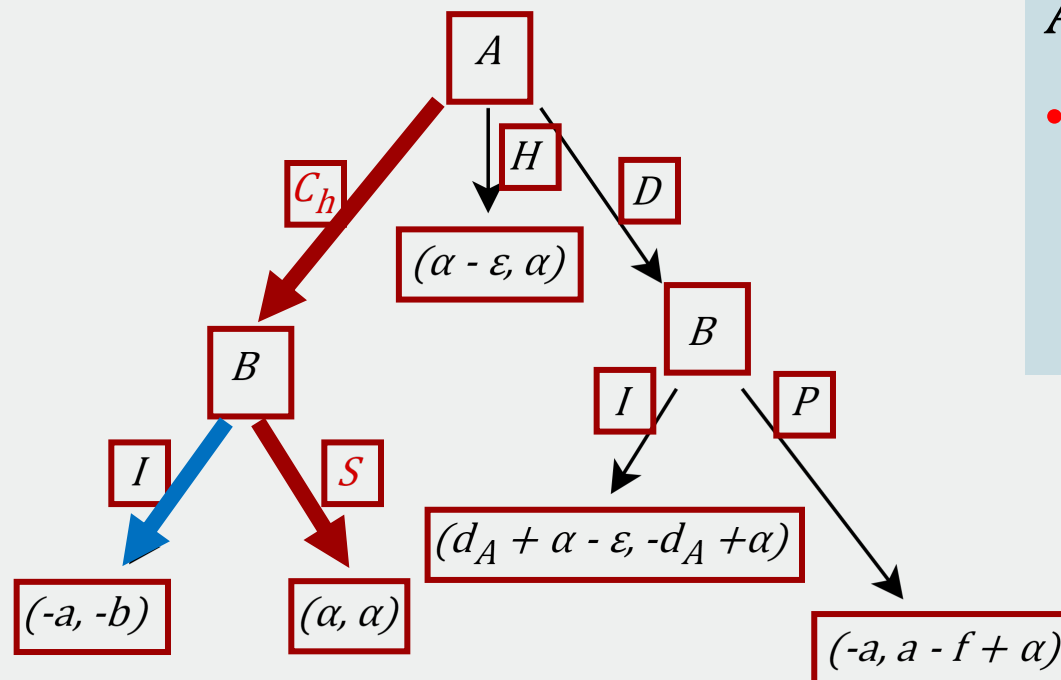 A
A
H
C_h
D
(α - ε, α)
B
B
I
P
I
S
(d_A + α - ε, -d_A +α)
(-a, -b)
(α, α)
(-a, a - f + α)